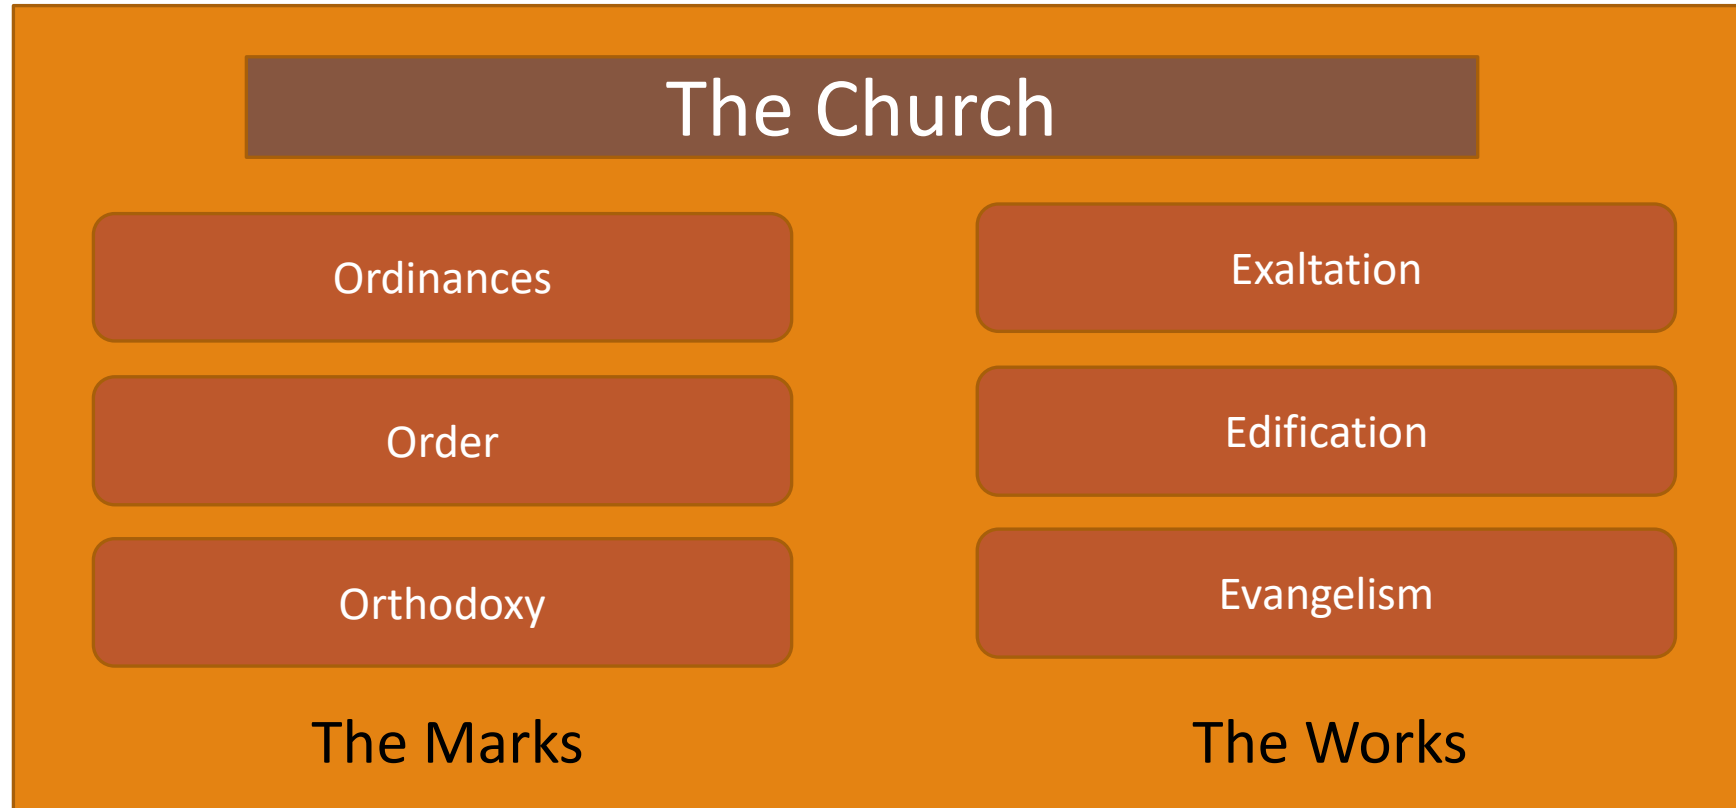 The Church
Ordinances
Order
Orthodoxy
The Marks
Exaltation
Edification
Evangelism
The Works